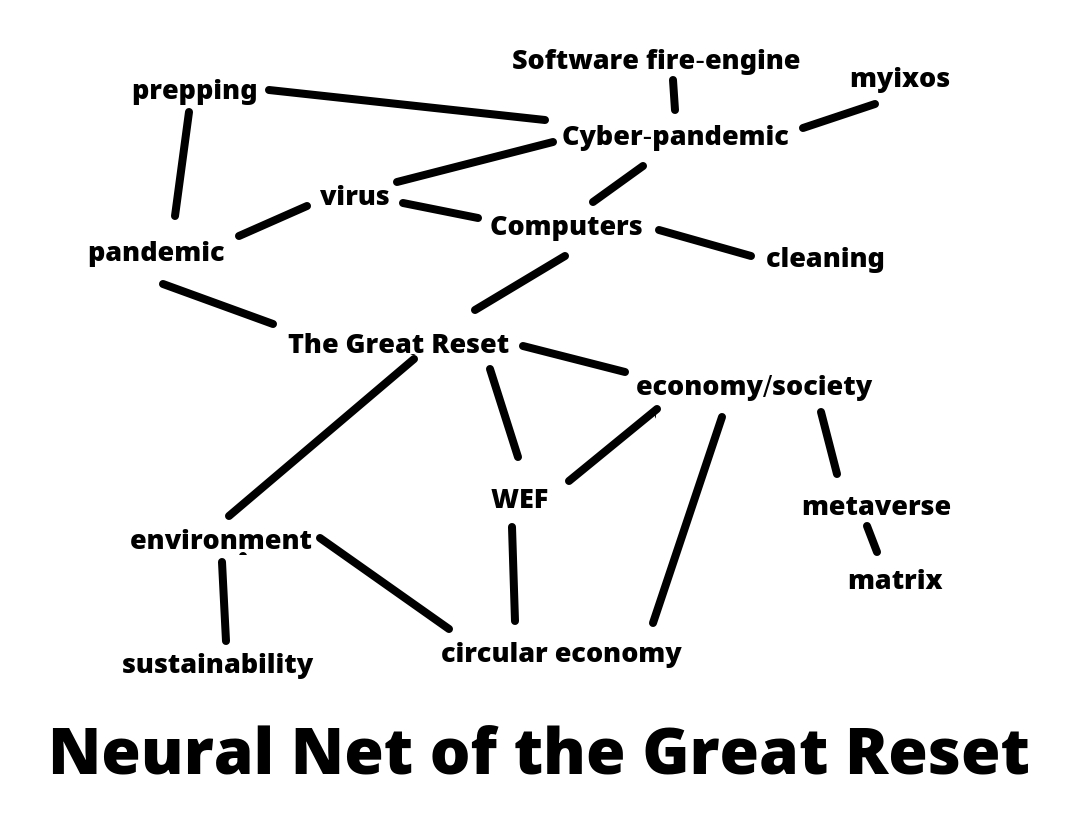 Software fire-engine
myixos
prepping
Cyber-pandemic
virus
Computers
pandemic
cleaning
The Great Reset
economy/society
WEF
metaverse
environment
matrix
circular economy
sustainability
Neural Net of the Great Reset